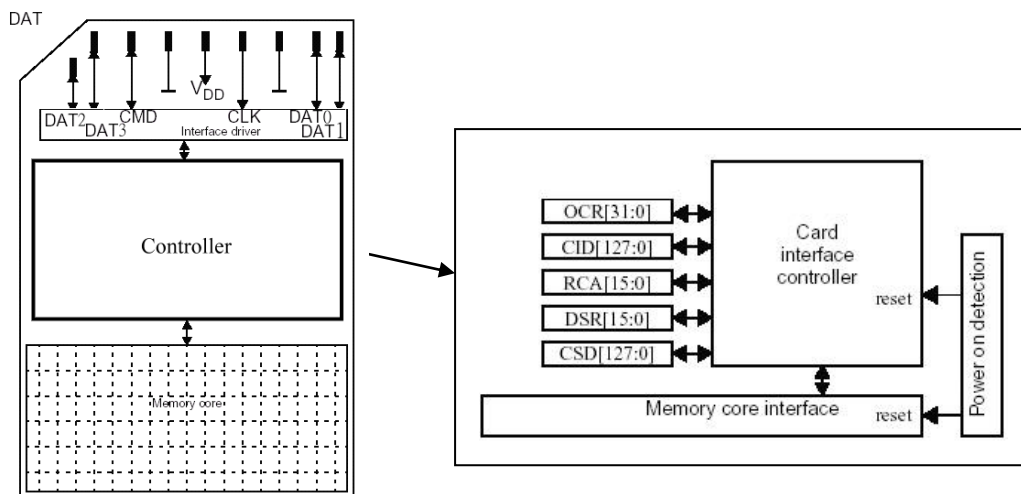 DAT
V DD
DAT2 DAT3 CMD CLK DAT0 DAT1
Interface driver
Controller
Memory core
OCR[31:0]
CID[127:0]
RCA[15:0]
DSR[15:0]
CSD[127:0]
Card
interface
controller
reset
Memory core interface
reset
Power on detection